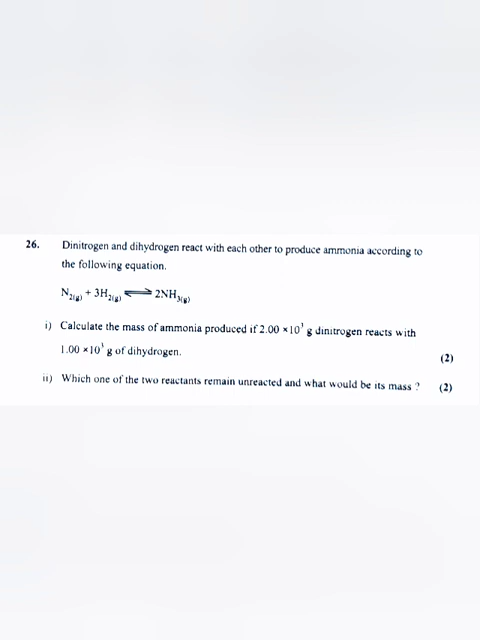 26. Dinitrogen and dihydrogen react with each other to produce ammonia according to
the following equation.
N₂(g) + 3H₂(g) ⇌ 2NH₃(g)
i) Calculate the mass of ammonia produced if 2.00 ×10³ g dinitrogen reacts with
1.00 ×10³ g of dihydrogen. (2)
ii) Which one of the two reactants remain unreacted and what would be its mass ? (2)